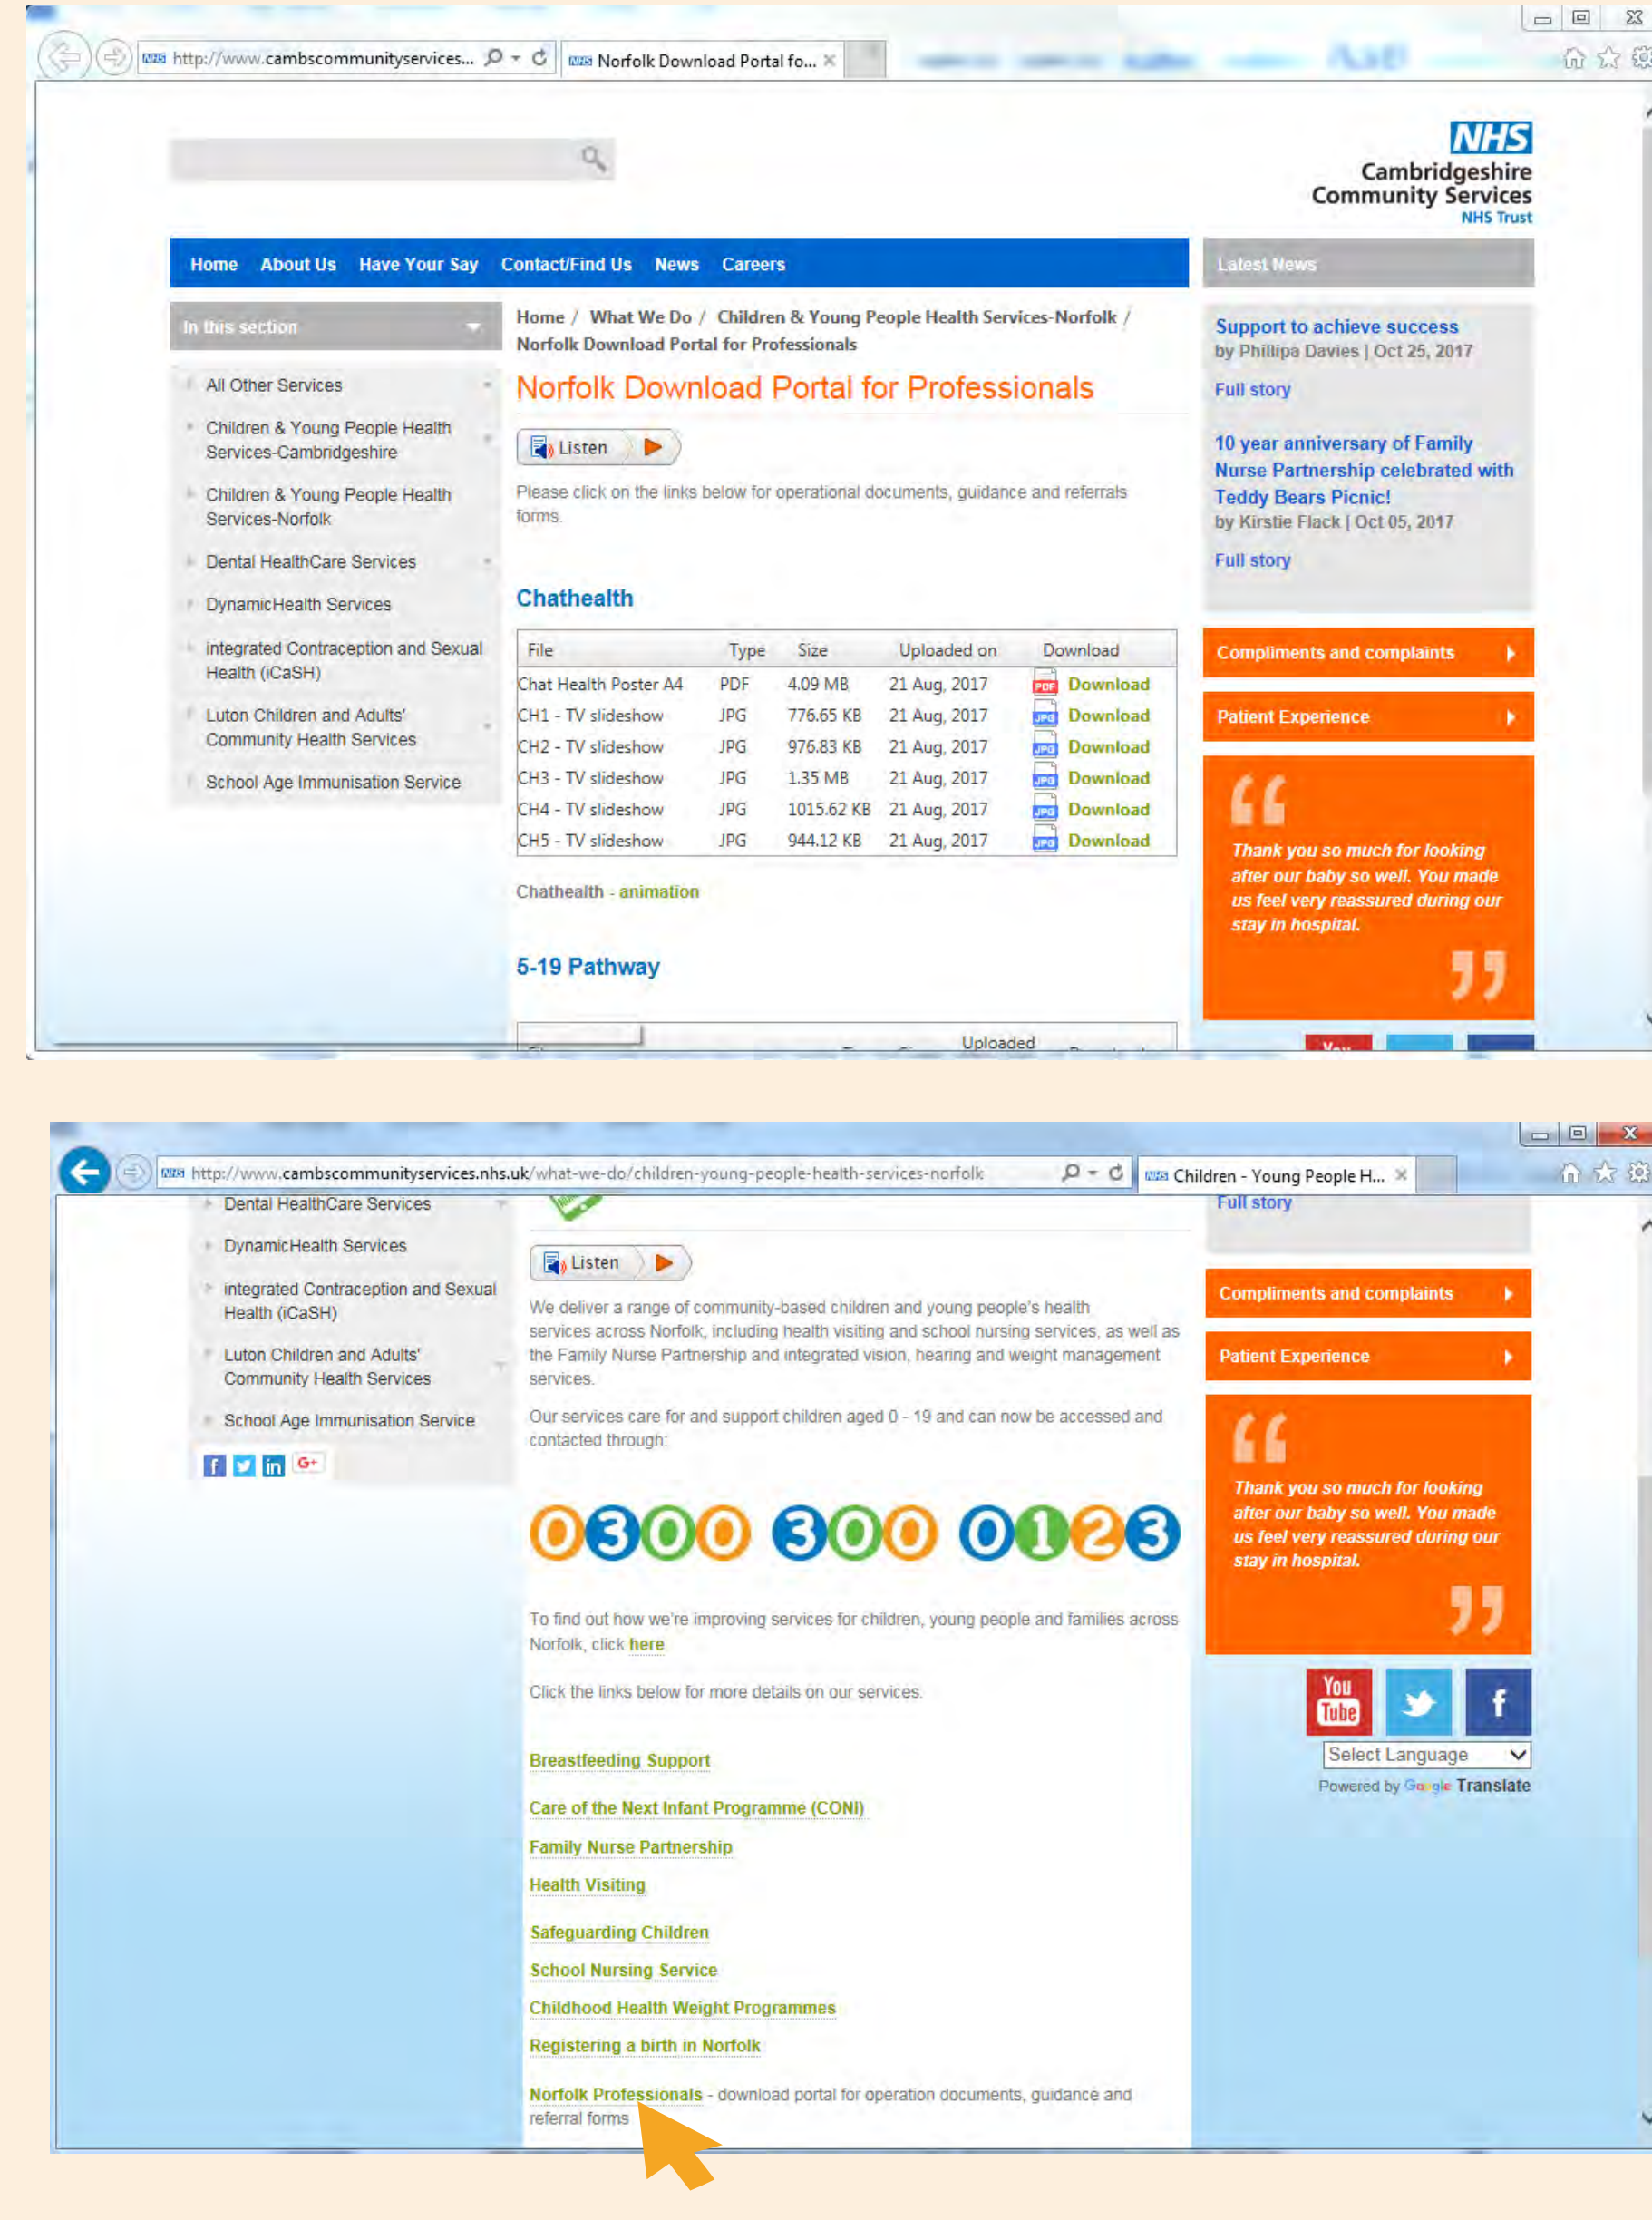 http://www.cambscommunityservices...
Norfolk Download Portal fo...
NHS
Cambridgeshire
Community Services
NHS Trust
Home About Us Have Your Say Contact/Find Us News Careers
Latest News
In this section
All Other Services
Children & Young People Health
Services-Cambridgeshire
Children & Young People Health
Services-Norfolk
Dental HealthCare Services
DynamicHealth Services
integrated Contraception and Sexual
Health (iCaSH)
Luton Children and Adults'
Community Health Services
School Age Immunisation Service
Home / What We Do / Children & Young People Health Services-Norfolk /
Norfolk Download Portal for Professionals
Norfolk Download Portal for Professionals
Listen
Please click on the links below for operational documents, guidance and referrals
forms.
Chathealth
File Type Size Uploaded on Download
Chat Health Poster A4 PDF 4.09 MB 21 Aug, 2017 PDF Download
CH1 - TV slideshow JPG 776.65 KB 21 Aug, 2017 JPG Download
CH2 - TV slideshow JPG 976.83 KB 21 Aug, 2017 JPG Download
CH3 - TV slideshow JPG 1.35 MB 21 Aug, 2017 JPG Download
CH4 - TV slideshow JPG 1015.62 KB 21 Aug, 2017 JPG Download
CH5 - TV slideshow JPG 944.12 KB 21 Aug, 2017 JPG Download
Chathealth - animation
5-19 Pathway
Uploaded
Support to achieve success
by Phillipa Davies | Oct 25, 2017
Full story
10 year anniversary of Family
Nurse Partnership celebrated with
Teddy Bears Picnic!
by Kirstie Flack | Oct 05, 2017
Full story
Compliments and complaints
Patient Experience
Thank you so much for looking
after our baby so well. You made
us feel very reassured during our
stay in hospital.
You
http://www.cambscommunityservices.nhs.uk/what-we-do/children-young-people-health-services-norfolk
Children - Young People H...
Dental HealthCare Services
DynamicHealth Services
integrated Contraception and Sexual
Health (iCaSH)
Luton Children and Adults'
Community Health Services
School Age Immunisation Service
f in G+
Listen
We deliver a range of community-based children and young people's health
services across Norfolk, including health visiting and school nursing services, as well as
the Family Nurse Partnership and integrated vision, hearing and weight management
services.
Our services care for and support children aged 0 - 19 and can now be accessed and
contacted through:
0300 300 0123
To find out how we're improving services for children, young people and families across
Norfolk, click here
Click the links below for more details on our services.
Breastfeeding Support
Care of the Next Infant Programme (CONI)
Family Nurse Partnership
Health Visiting
Safeguarding Children
School Nursing Service
Childhood Health Weight Programmes
Registering a birth in Norfolk
Norfolk Professionals - download portal for operation documents, guidance and
referral forms
Full story
Compliments and complaints
Patient Experience
Thank you so much for looking
after our baby so well. You made
us feel very reassured during our
stay in hospital.
You
Tube
f
Select Language
Powered by Google Translate